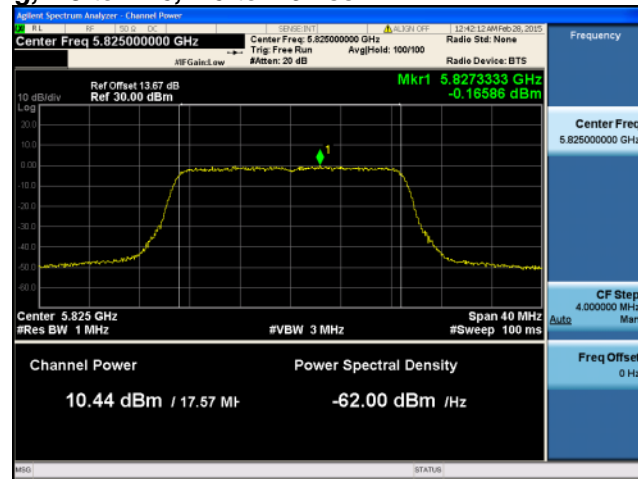 Agilent Spectrum Analyzer - Channel Power
RL RF 50 Ω DC SENSE:INT ALIGN OFF 12:42:12 AM Feb 28, 2015
Center Freq 5.825000000 GHz
Center Freq: 5.825000000 GHz
Radio Std: None
Trig: Free Run Avg|Hold: 100/100
#IFGain:Low #Atten: 20 dB Radio Device: BTS
Mkr1 5.8273333 GHz
-0.16586 dBm
Ref Offset 13.67 dB
10 dB/div Ref 30.00 dBm
Log
20.0
10.0
0.00
-10.0
-20.0
-30.0
-40.0
-50.0
-60.0
1
Center 5.825 GHz Span 40 MHz
#Res BW 1 MHz #VBW 3 MHz #Sweep 100 ms
Channel Power Power Spectral Density
10.44 dBm / 17.57 MH -62.00 dBm /Hz
MSG STATUS
Frequency
Center Freq
5.825000000 GHz
CF Step
4.000000 MHz
Auto Man
Freq Offset
0 Hz